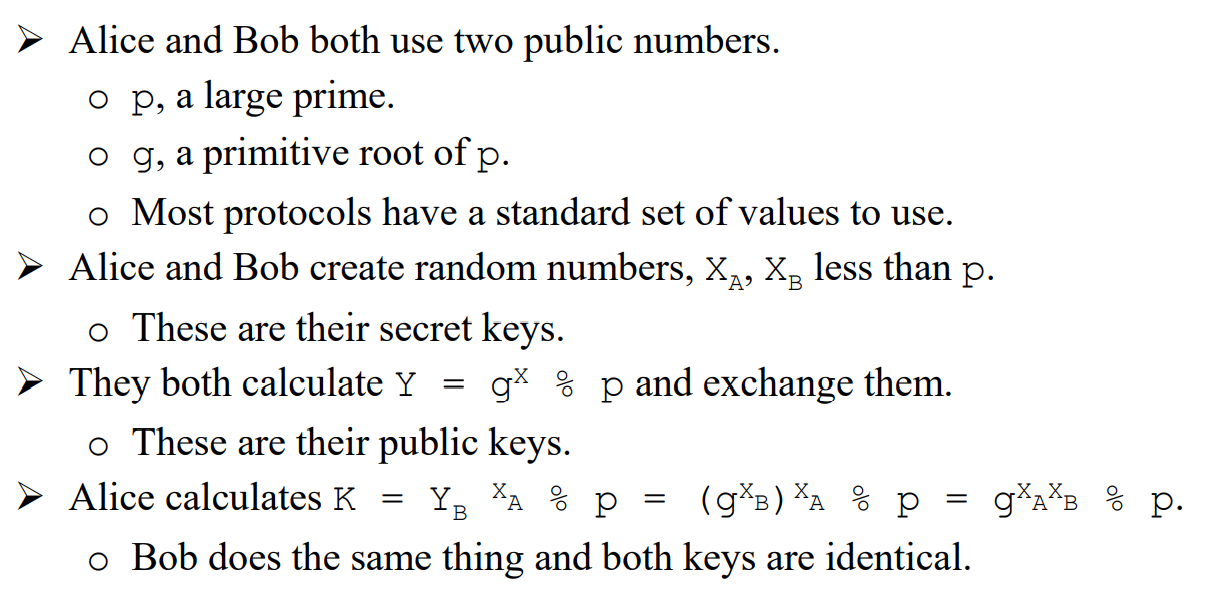 ➢ Alice and Bob both use two public numbers.
o p, a large prime.
o g, a primitive root of p.
o Most protocols have a standard set of values to use.
➢ Alice and Bob create random numbers, X_A, X_B less than p.
o These are their secret keys.
➢ They both calculate Y = g^X % p and exchange them.
o These are their public keys.
➢ Alice calculates K = Y_B^X_A % p = (g^X_B)^X_A % p = g^X_AX_B % p.
o Bob does the same thing and both keys are identical.